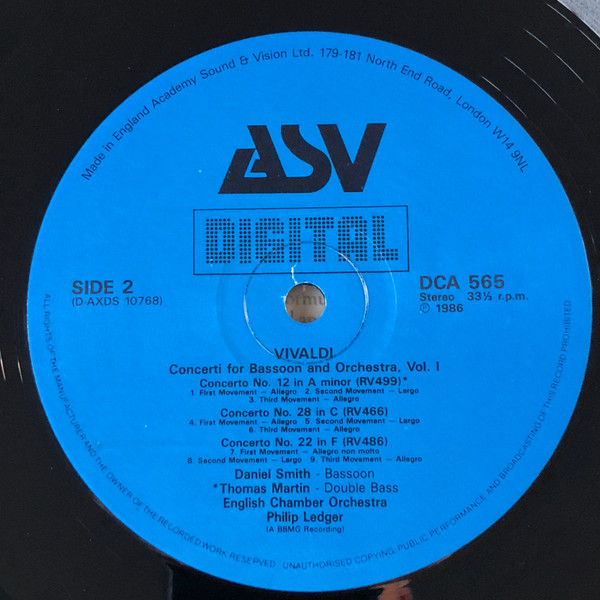 Made in England Academy Sound & Vision Ltd. 179-181 North End Road, London W14 9NL
ASV
DIGITAL
SIDE 2
(D-AXDS 10768)
DCA 565
Stereo 33⅓ r.p.m.
℗ 1986
VIVALDI
Concerti for Bassoon and Orchestra, Vol. I
Concerto No. 12 in A minor (RV499)*
1. First Movement — Allegro 2. Second Movement — Largo
3. Third Movement — Allegro
Concerto No. 28 in C (RV466)
4. First Movement — Allegro 5. Second Movement — Largo
6. Third Movement — Allegro
Concerto No. 22 in F (RV486)
7. First Movement — Allegro non molto
8. Second Movement — Largo 9. Third Movement — Allegro
Daniel Smith - Bassoon
*Thomas Martin - Double Bass
English Chamber Orchestra
Philip Ledger
(A BBMG Recording)
ALL RIGHTS OF THE MANUFACTURER AND THE OWNER OF THE RECORDED WORK RESERVED. UNAUTHORISED COPYING, PUBLIC PERFORMANCE AND BROADCASTING OF THIS RECORD PROHIBITED